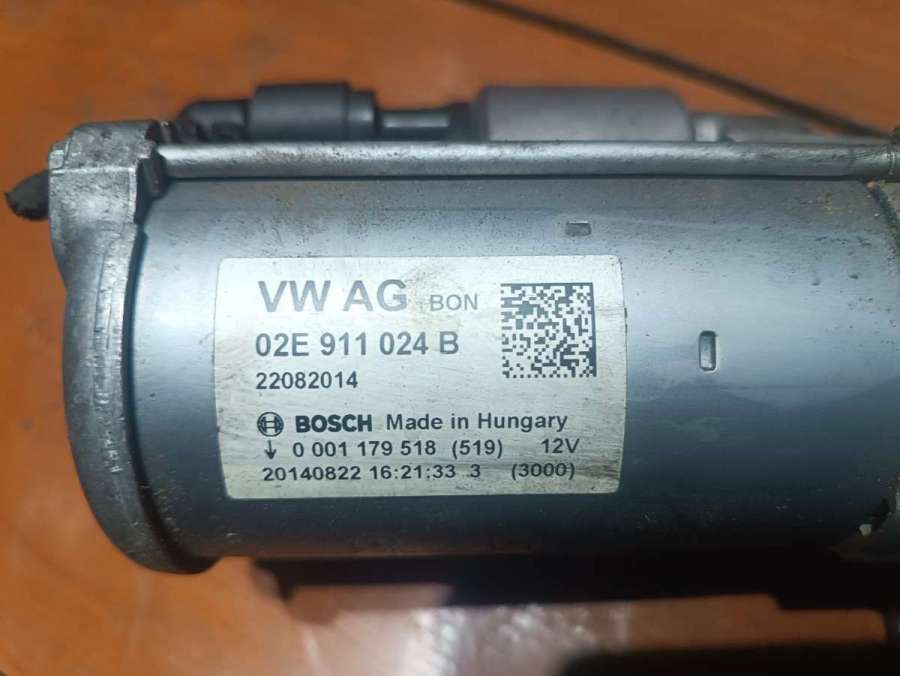 VW AG BON
02E 911 024 B
22082014
BOSCH Made in Hungary
↓ 0 001 179 518 (519) 12V
20140822 16:21:33 3 (3000)